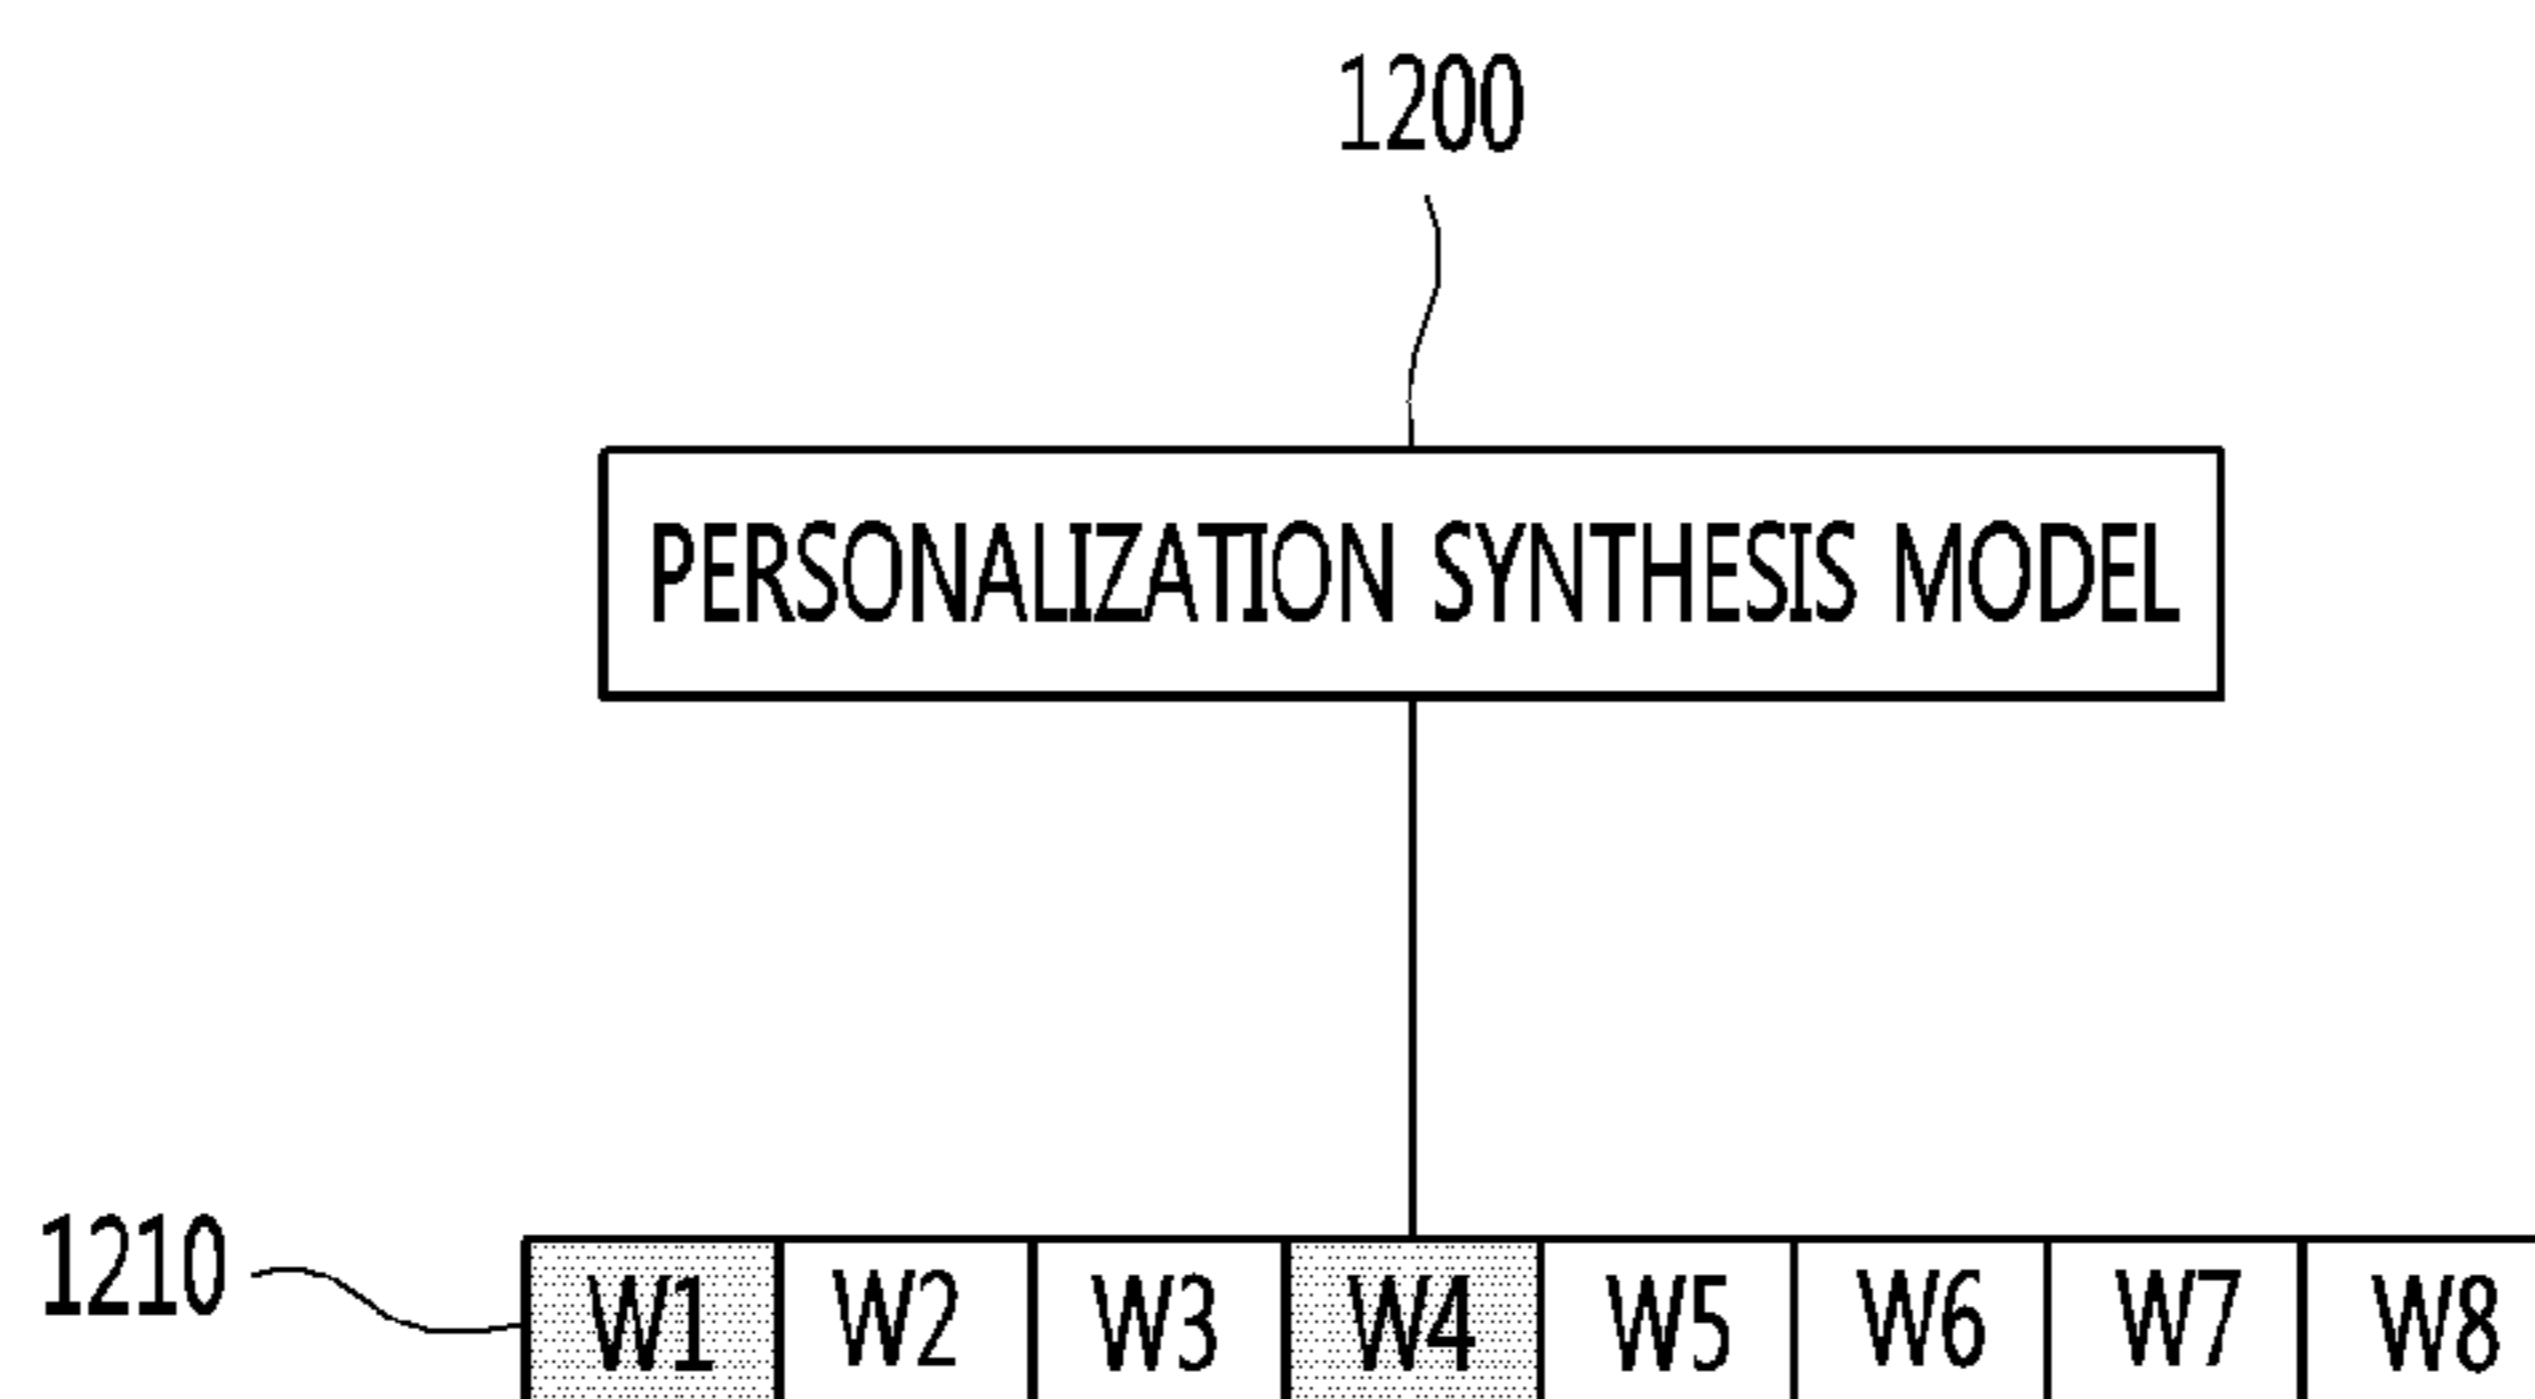 1200
PERSONALIZATION SYNTHESIS MODEL
1210
W1 W2 W3 W4 W5 W6 W7 W8